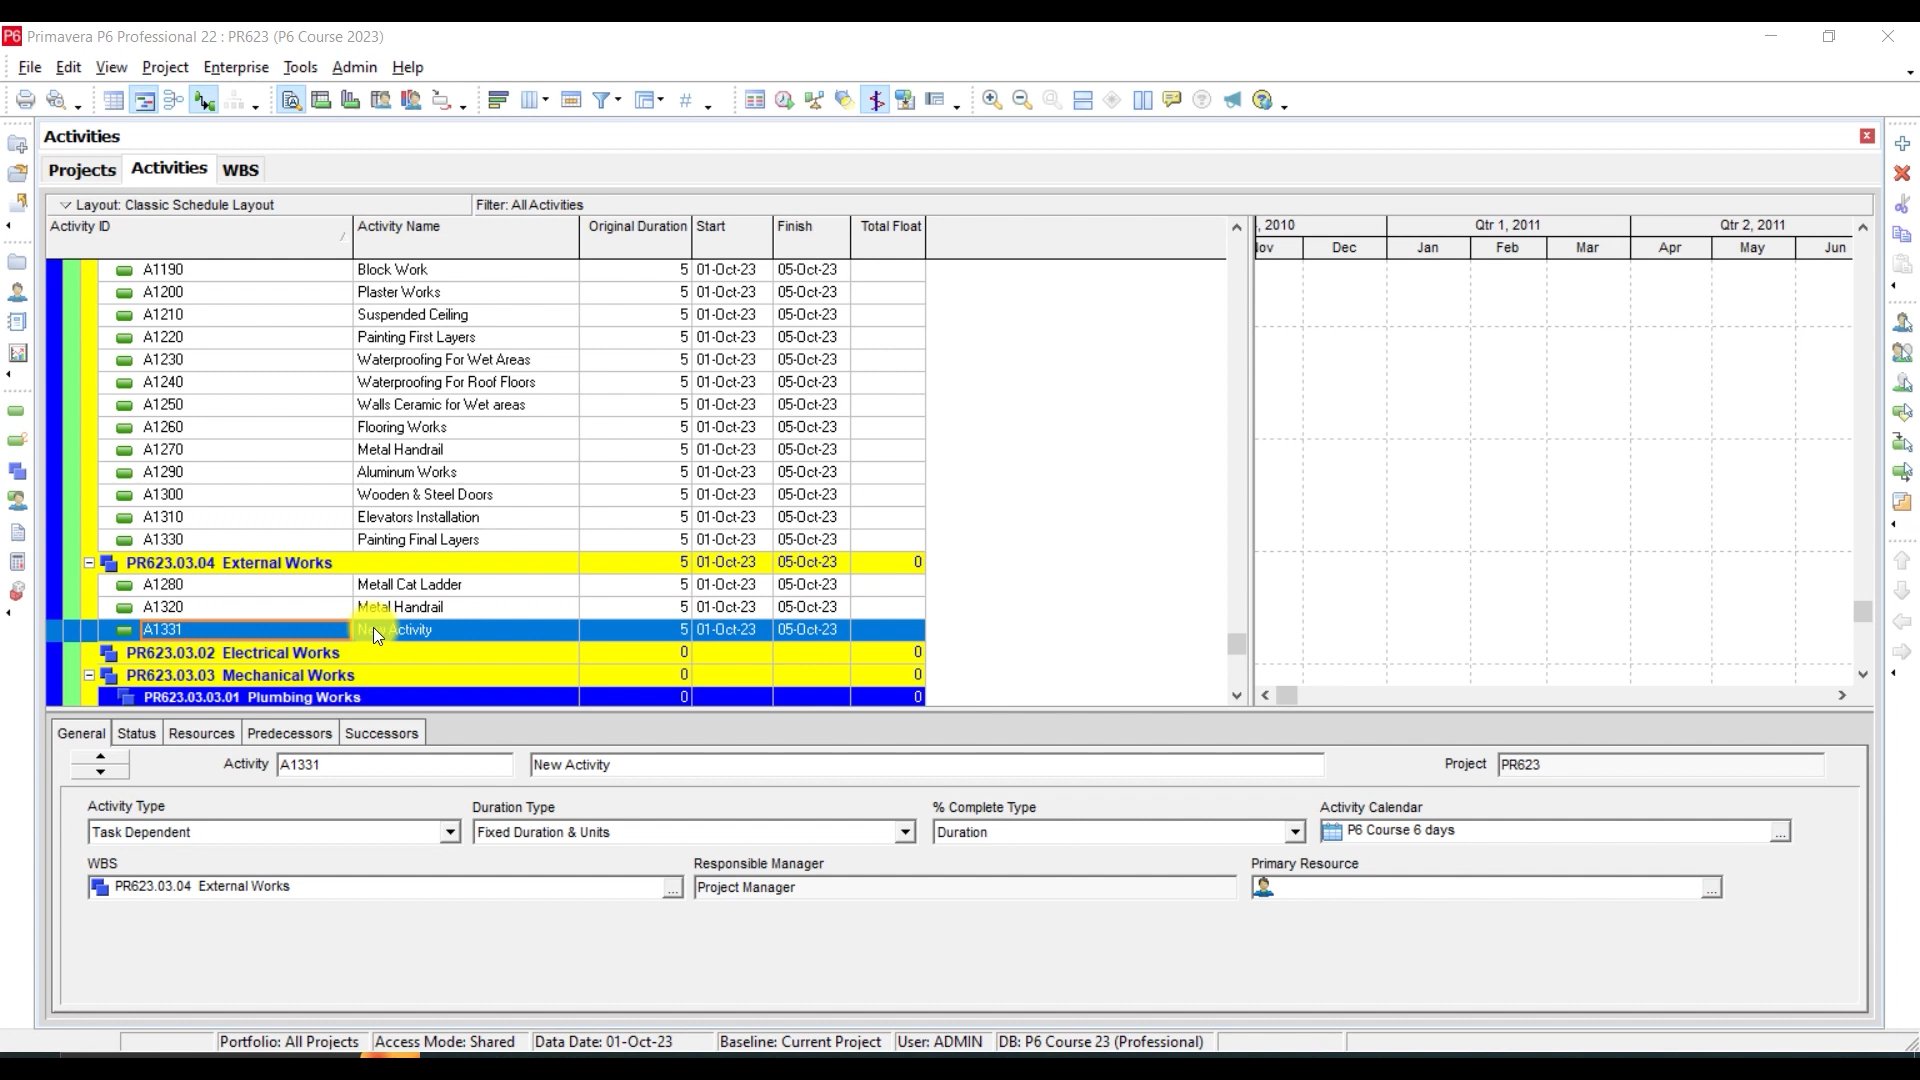 P6 Primavera P6 Professional 22 : PR623 (P6 Course 2023)
File Edit View Project Enterprise Tools Admin Help
Activities
Projects Activities WBS
Layout: Classic Schedule Layout Filter: All Activities
Activity ID Activity Name Original Duration Start Finish Total Float
, 2010 Qtr 1, 2011 Qtr 2, 2011
Dec Jan Feb Mar Apr May Jun
A1190 Block Work 5 01-Oct-23 05-Oct-23
A1200 Plaster Works 5 01-Oct-23 05-Oct-23
A1210 Suspended Ceiling 5 01-Oct-23 05-Oct-23
A1220 Painting First Layers 5 01-Oct-23 05-Oct-23
A1230 Waterproofing For Wet Areas 5 01-Oct-23 05-Oct-23
A1240 Waterproofing For Roof Floors 5 01-Oct-23 05-Oct-23
A1250 Walls Ceramic for Wet areas 5 01-Oct-23 05-Oct-23
A1260 Flooring Works 5 01-Oct-23 05-Oct-23
A1270 Metal Handrail 5 01-Oct-23 05-Oct-23
A1290 Aluminum Works 5 01-Oct-23 05-Oct-23
A1300 Wooden & Steel Doors 5 01-Oct-23 05-Oct-23
A1310 Elevators Installation 5 01-Oct-23 05-Oct-23
A1330 Painting Final Layers 5 01-Oct-23 05-Oct-23
PR623.03.04 External Works 5 01-Oct-23 05-Oct-23 0
A1280 Metall Cat Ladder 5 01-Oct-23 05-Oct-23
A1320 Metal Handrail 5 01-Oct-23 05-Oct-23
A1331 New Activity 5 01-Oct-23 05-Oct-23
PR623.03.02 Electrical Works 0 0
PR623.03.03 Mechanical Works 0 0
PR623.03.03.01 Plumbing Works 0 0
General Status Resources Predecessors Successors
Activity A1331 New Activity Project PR623
Activity Type Duration Type % Complete Type Activity Calendar
Task Dependent Fixed Duration & Units Duration P6 Course 6 days ...
WBS Responsible Manager Primary Resource
PR623.03.04 External Works ... Project Manager ...
Portfolio: All Projects Access Mode: Shared Data Date: 01-Oct-23 Baseline: Current Project User: ADMIN DB: P6 Course 23 (Professional)